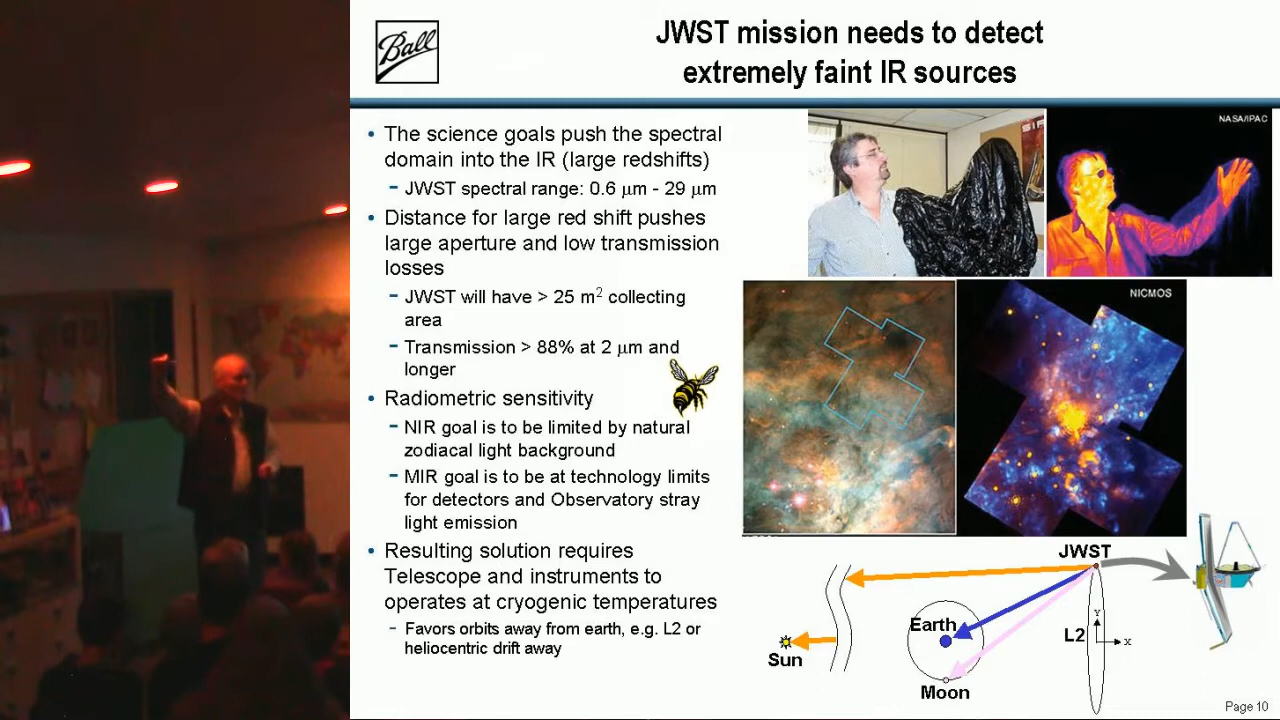 Ball
JWST mission needs to detect
extremely faint IR sources
• The science goals push the spectral
domain into the IR (large redshifts)
– JWST spectral range: 0.6 µm - 29 µm
• Distance for large red shift pushes
large aperture and low transmission
losses
– JWST will have > 25 m² collecting
area
– Transmission > 88% at 2 µm and
longer
• Radiometric sensitivity
– NIR goal is to be limited by natural
zodiacal light background
– MIR goal is to be at technology limits
for detectors and Observatory stray
light emission
• Resulting solution requires
Telescope and instruments to
operates at cryogenic temperatures
– Favors orbits away from earth, e.g. L2 or
heliocentric drift away
NASA/IPAC
NICMOS
JWST
Earth
Y
L2
X
Sun
Moon
Page 10